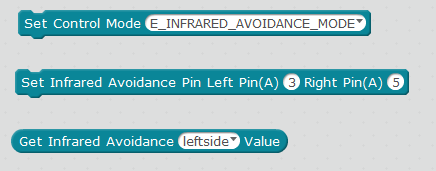 Set Control Mode E_INFRARED_AVOIDANCE_MODE
Set Infrared Avoidance Pin Left Pin(A) 3 Right Pin(A) 5
Get Infrared Avoidance leftside Value